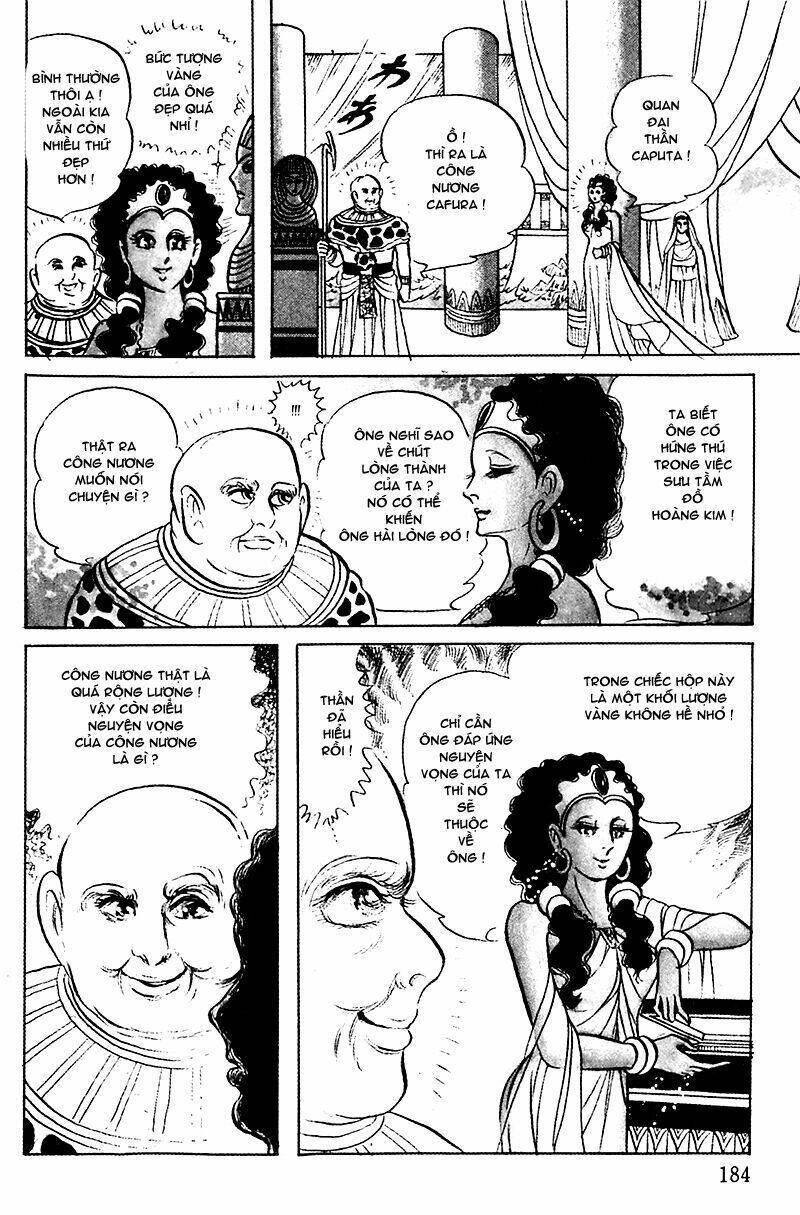 QUAN
ĐẠI
THẦN
CAPUTA !
Ồ !
THÌ RA LÀ
CÔNG
NƯƠNG
CAFURA !
BỨC TƯỢNG
VÀNG
CỦA ÔNG
ĐẸP QUÁ
NHỈ !
BÌNH THƯỜNG
THÔI Ạ !
NGOÀI KIA
VẪN CÒN
NHIỀU THỨ
ĐẸP
HƠN !
TA BIẾT
ÔNG CÓ
HỨNG THÚ
TRONG VIỆC
SƯU TẦM
ĐỒ
HOÀNG KIM !
ÔNG NGHĨ SAO
VỀ CHÚT
LÒNG THÀNH
CỦA TA ?
NÓ CÓ THỂ
KHIẾN
ÔNG HÀI LÒNG ĐÓ !
!!!
THẬT RA
CÔNG NƯƠNG
MUỐN NÓI
CHUYỆN GÌ ?
TRONG CHIẾC HỘP NÀY
LÀ MỘT KHỐI LƯỢNG
VÀNG KHÔNG HỀ NHỎ !
CHỈ CẦN
ÔNG ĐÁP ỨNG
NGUYỆN
VỌNG CỦA TA
THÌ NÓ
SẼ
THUỘC
VỀ
ÔNG !
THẦN
ĐÃ
HIỂU
RỒI !
CÔNG NƯƠNG THẬT LÀ
QUÁ RỘNG LƯỢNG !
VẬY CÒN ĐIỀU
NGUYỆN VỌNG
CỦA CÔNG NƯƠNG
LÀ GÌ ?
184